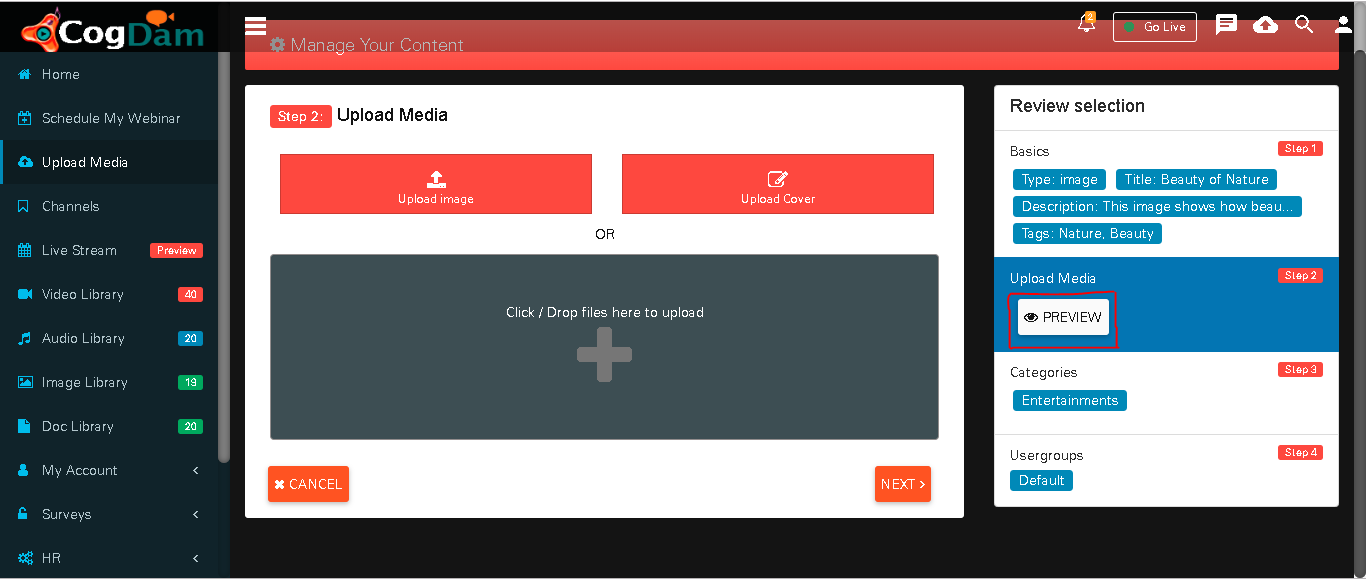 CogDam
2
Go Live
Manage Your Content
Home
Schedule My Webinar
Upload Media
Channels
Live Stream Preview
Video Library 40
Audio Library 20
Image Library 19
Doc Library 20
My Account
Surveys
HR
Step 2: Upload Media
Upload image
Upload Cover
OR
Click / Drop files here to upload
CANCEL
NEXT
Review selection
Basics Step 1
Type: image Title: Beauty of Nature
Description: This image shows how beau...
Tags: Nature, Beauty
Upload Media Step 2
PREVIEW
Categories Step 3
Entertainments
Usergroups Step 4
Default